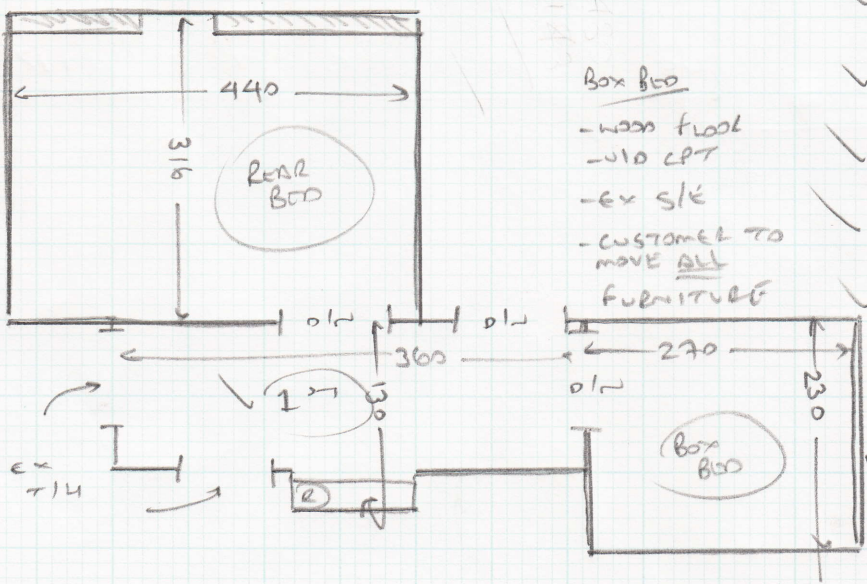 440
316
REAR
BED
BOX BED
- WOOD FLOOR
- U/D CPT
- EX S/E
- CUSTOMER TO
MOVE ALL
FURNITURE
360
130
270
230
BOX
BED
EX
R